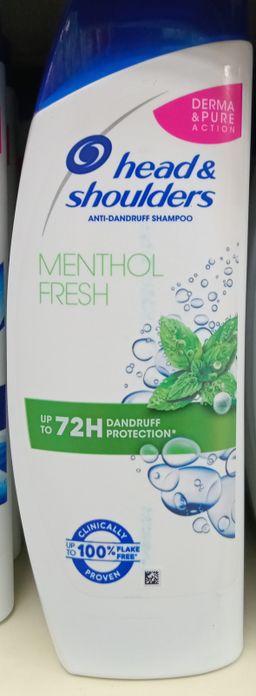 DERMA
& PURE
ACTION
head &
shoulders
ANTI-DANDRUFF SHAMPOO
MENTHOL
FRESH
UP TO 72H DANDRUFF PROTECTION*
CLINICALLY
UP TO 100% FLAKE FREE*
PROVEN